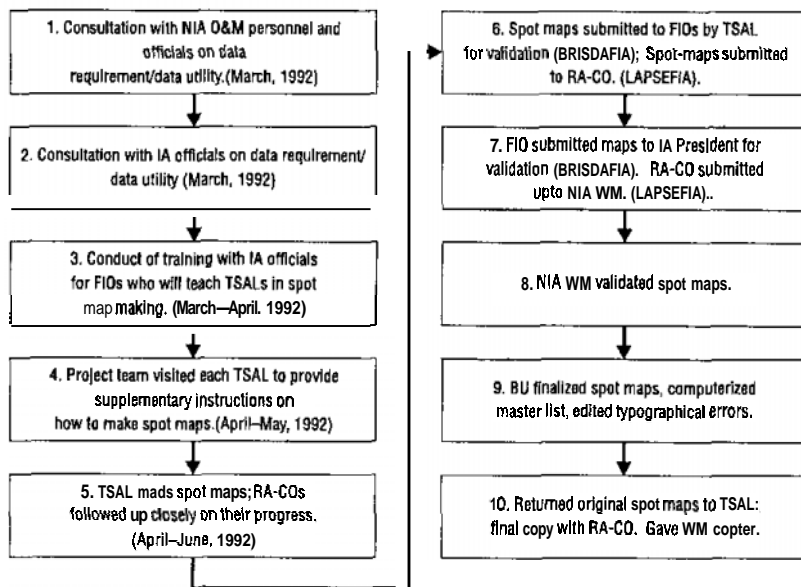 1. Consultation with NIA O&M personnel and
officials on data
requirement/data utility.(March, 1992)
2. Consultation with IA officials on data requirement/
data utility (March, 1992)
3. Conduct of training with IA officials
for FIOs who will teach TSALs in spot
map making. (March–April. 1992)
4. Project team visited each TSAL to provide
supplementary instructions on
how to make spot maps.(April–May, 1992)
5. TSAL mads spot maps; RA-COs
followed up closely on their progress.
(April–June, 1992)
6. Spot maps submitted to FIOs by TSAL
for validation (BRISDAFIA); Spot-maps submitted
to RA-CO. (LAPSEFIA).
7. FIO submitted maps to IA President for
validation (BRISDAFIA). RA-CO submitted
upto NIA WM. (LAPSEFIA)..
8. NIA WM validated spot maps.
9. BU finalized spot maps, computerized
master list, edited typographical errors.
10. Returned original spot maps to TSAL:
final copy with RA-CO. Gave WM copter.